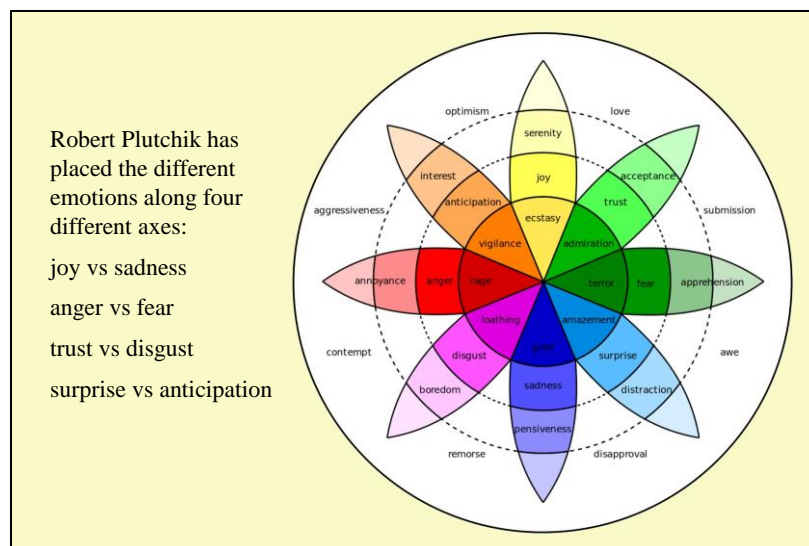 Robert Plutchik has
placed the different
emotions along four
different axes:
joy vs sadness
anger vs fear
trust vs disgust
surprise vs anticipation
optimism
love
serenity
interest
joy
acceptance
anticipation
trust
aggressiveness
submission
ecstasy
vigilance
admiration
annoyance
anger
rage
terror
fear
apprehension
loathing
amazement
grief
contempt
disgust
surprise
awe
boredom
sadness
distraction
pensiveness
remorse
disapproval